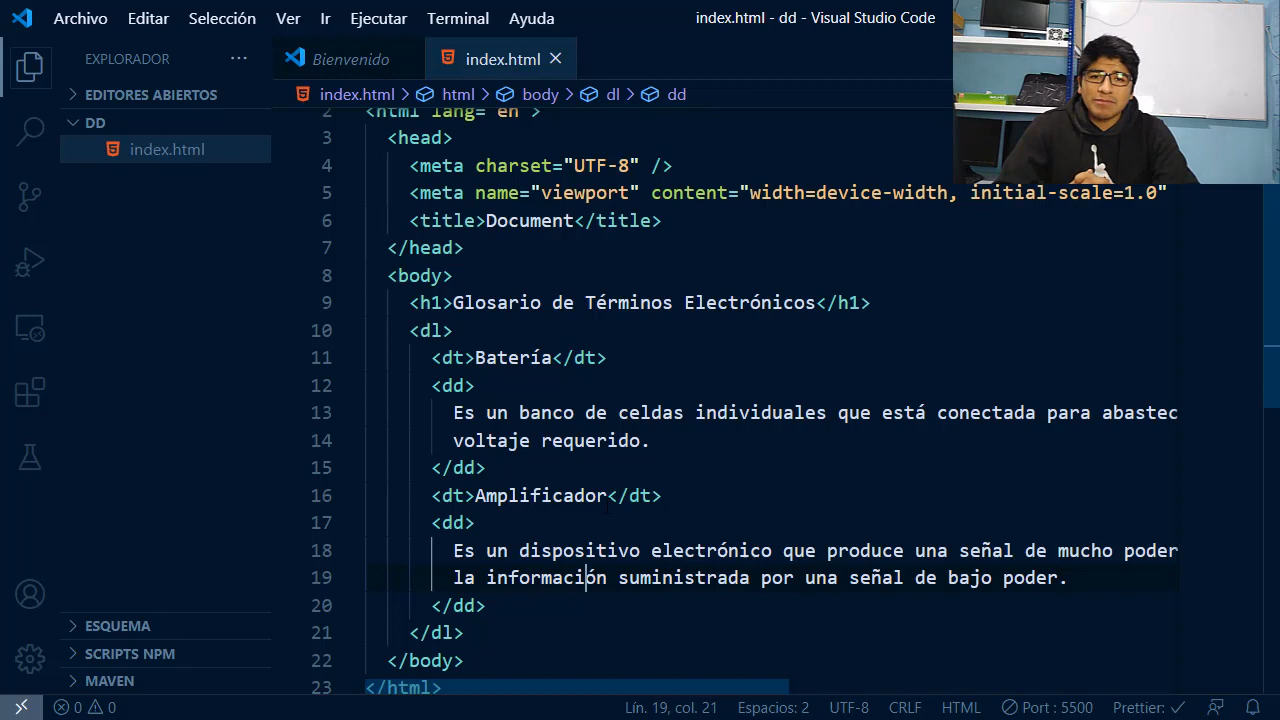 Archivo Editar Selección Ver Ir Ejecutar Terminal Ayuda index.html - dd - Visual Studio Code
EXPLORADOR ··· Bienvenido index.html
EDITORES ABIERTOS index.html > html > body > dl > dd
DD
index.html
2 <html lang="en">
3 <head>
4 <meta charset="UTF-8" />
5 <meta name="viewport" content="width=device-width, initial-scale=1.0"
6 <title>Document</title>
7 </head>
8 <body>
9 <h1>Glosario de Términos Electrónicos</h1>
10 <dl>
11 <dt>Batería</dt>
12 <dd>
13 Es un banco de celdas individuales que está conectada para abastec
14 voltaje requerido.
15 </dd>
16 <dt>Amplificador</dt>
17 <dd>
18 Es un dispositivo electrónico que produce una señal de mucho poder
19 la información suministrada por una señal de bajo poder.
20 </dd>
21 </dl>
22 </body>
23 </html>
ESQUEMA
SCRIPTS NPM
MAVEN
0 0 Lín. 19, col. 21 Espacios: 2 UTF-8 CRLF HTML Port : 5500 Prettier: ✓